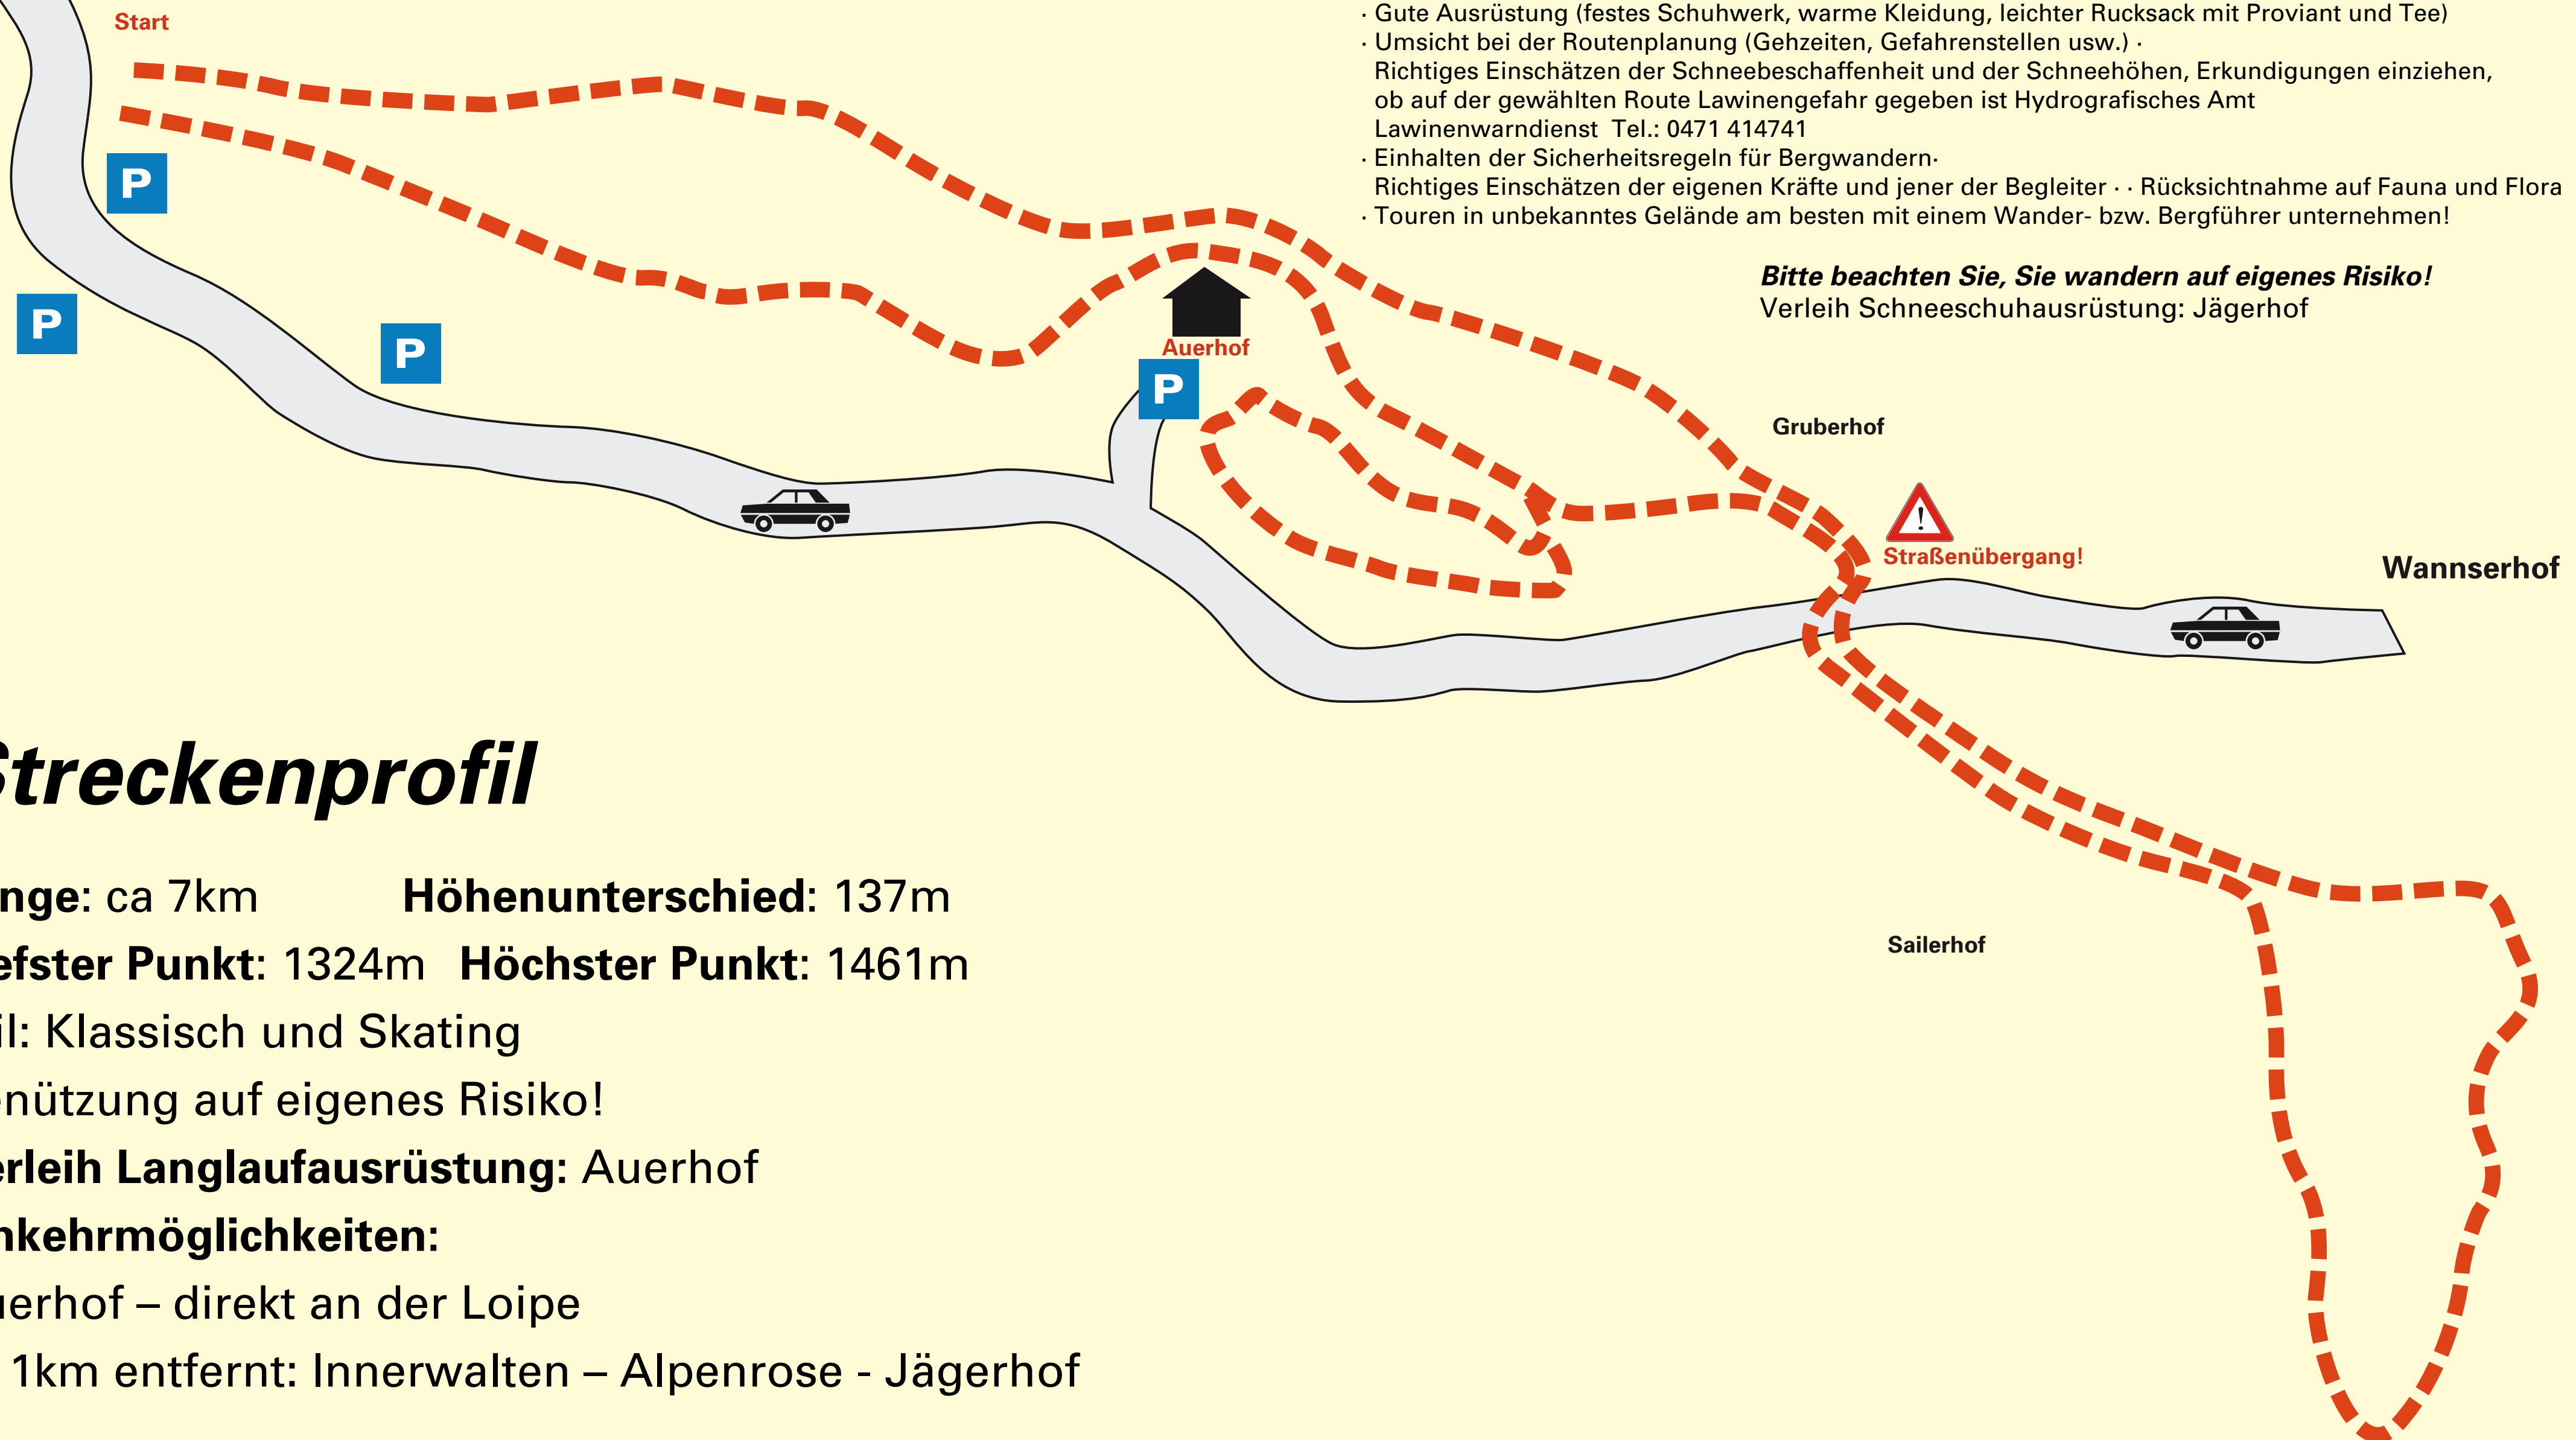 Start
· Gute Ausrüstung (festes Schuhwerk, warme Kleidung, leichter Rucksack mit Proviant und Tee)
· Umsicht bei der Routenplanung (Gehzeiten, Gefahrenstellen usw.) ·
Richtiges Einschätzen der Schneebeschaffenheit und der Schneehöhen, Erkundigungen einziehen,
ob auf der gewählten Route Lawinengefahr gegeben ist Hydrografisches Amt
Lawinenwarndienst Tel.: 0471 414741
· Einhalten der Sicherheitsregeln für Bergwandern·
Richtiges Einschätzen der eigenen Kräfte und jener der Begleiter · · Rücksichtnahme auf Fauna und Flora
· Touren in unbekanntes Gelände am besten mit einem Wander- bzw. Bergführer unternehmen!
Bitte beachten Sie, Sie wandern auf eigenes Risiko!
Verleih Schneeschuhausrüstung: Jägerhof
P
P
P
Auerhof
P
Gruberhof
!
Straßenübergang!
Wannserhof
Sailerhof
Streckenprofil
nge: ca 7km Höhenunterschied: 137m
efster Punkt: 1324m Höchster Punkt: 1461m
il: Klassisch und Skating
enützung auf eigenes Risiko!
erleih Langlaufausrüstung: Auerhof
nkehrmöglichkeiten:
uerhof – direkt an der Loipe
1km entfernt: Innerwalten – Alpenrose - Jägerhof